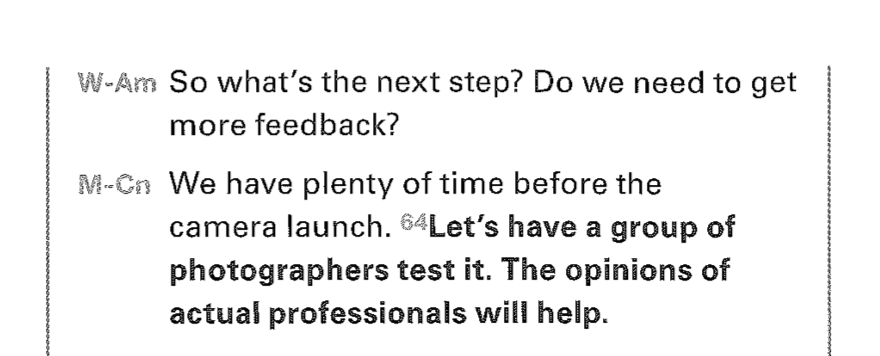 W-Am So what's the next step? Do we need to get
more feedback?
M-Cn We have plenty of time before the
camera launch. 64Let's have a group of
photographers test it. The opinions of
actual professionals will help.